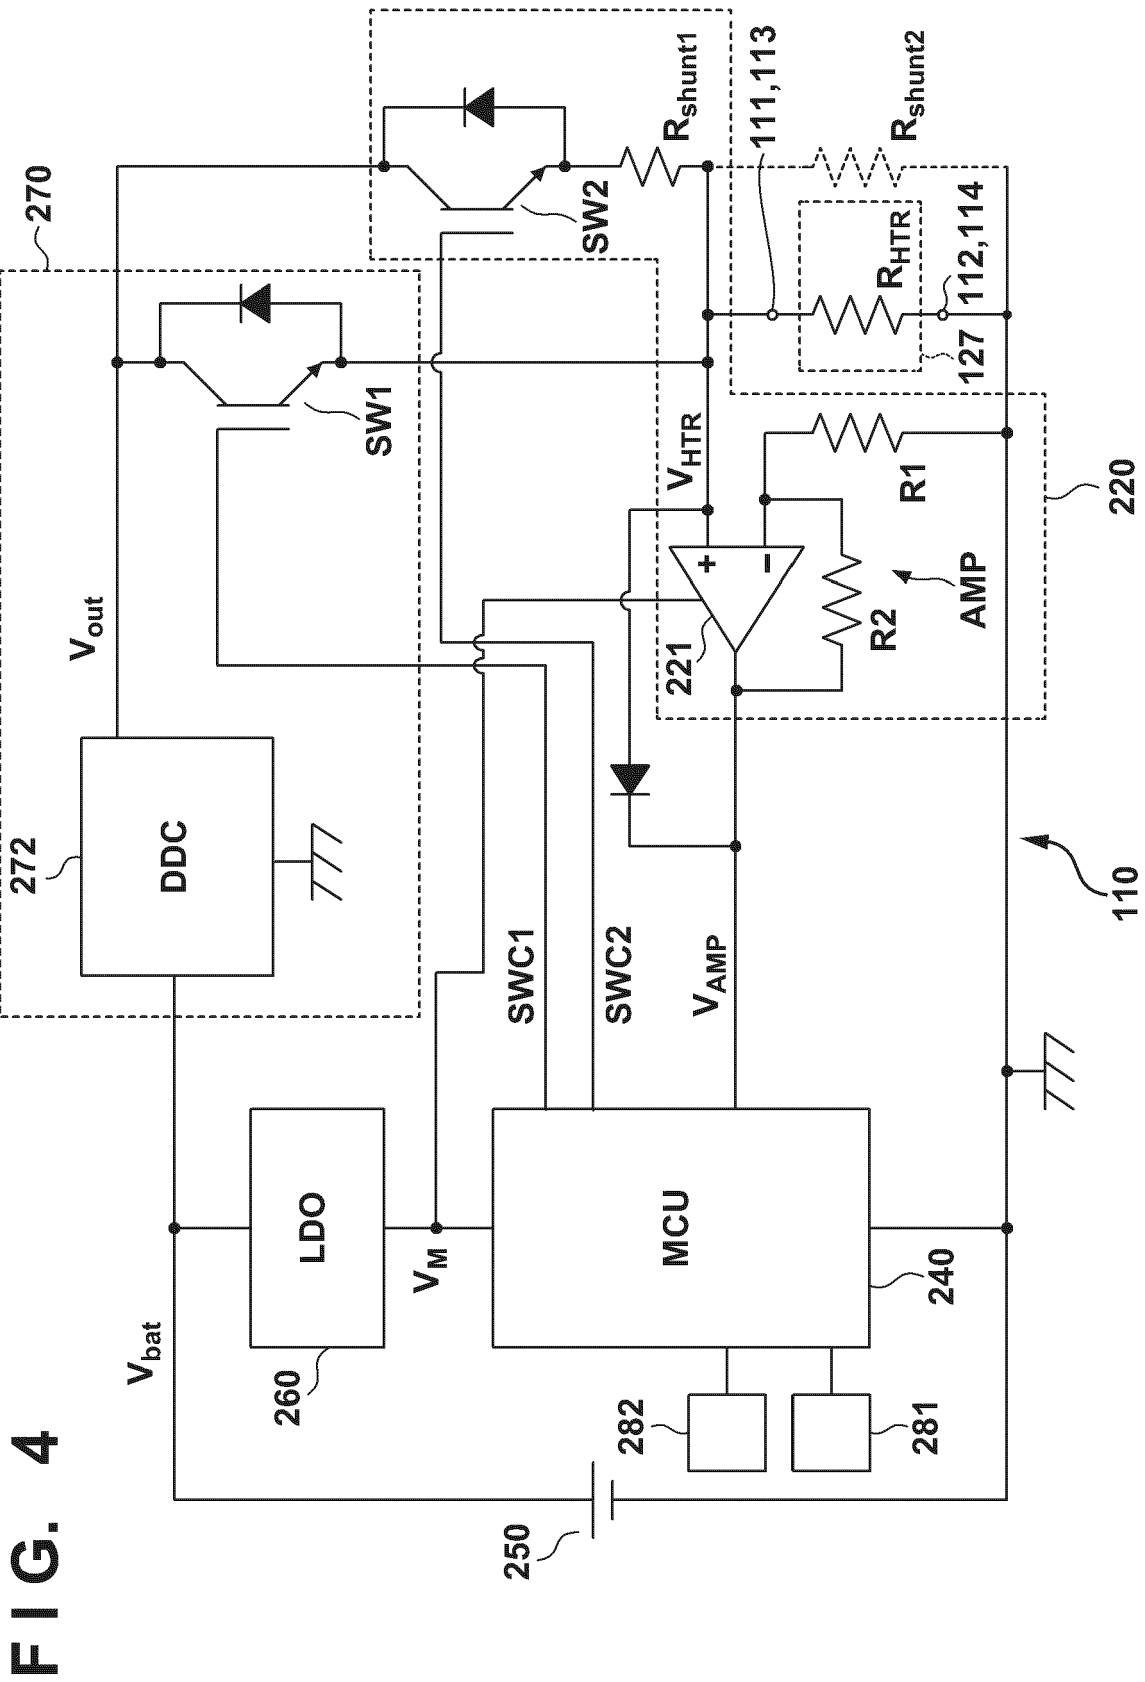 FIG. 4
270
272
DDC
Vout
SW1
SW2
Rshunt1
Vbat
LDO
260
VM
SWC1
SWC2
VHTR
111,113
Rshunt2
RHTR
127
112,114
250
MCU
240
282
281
VAMP
221
+
−
R1
R2
AMP
220
110